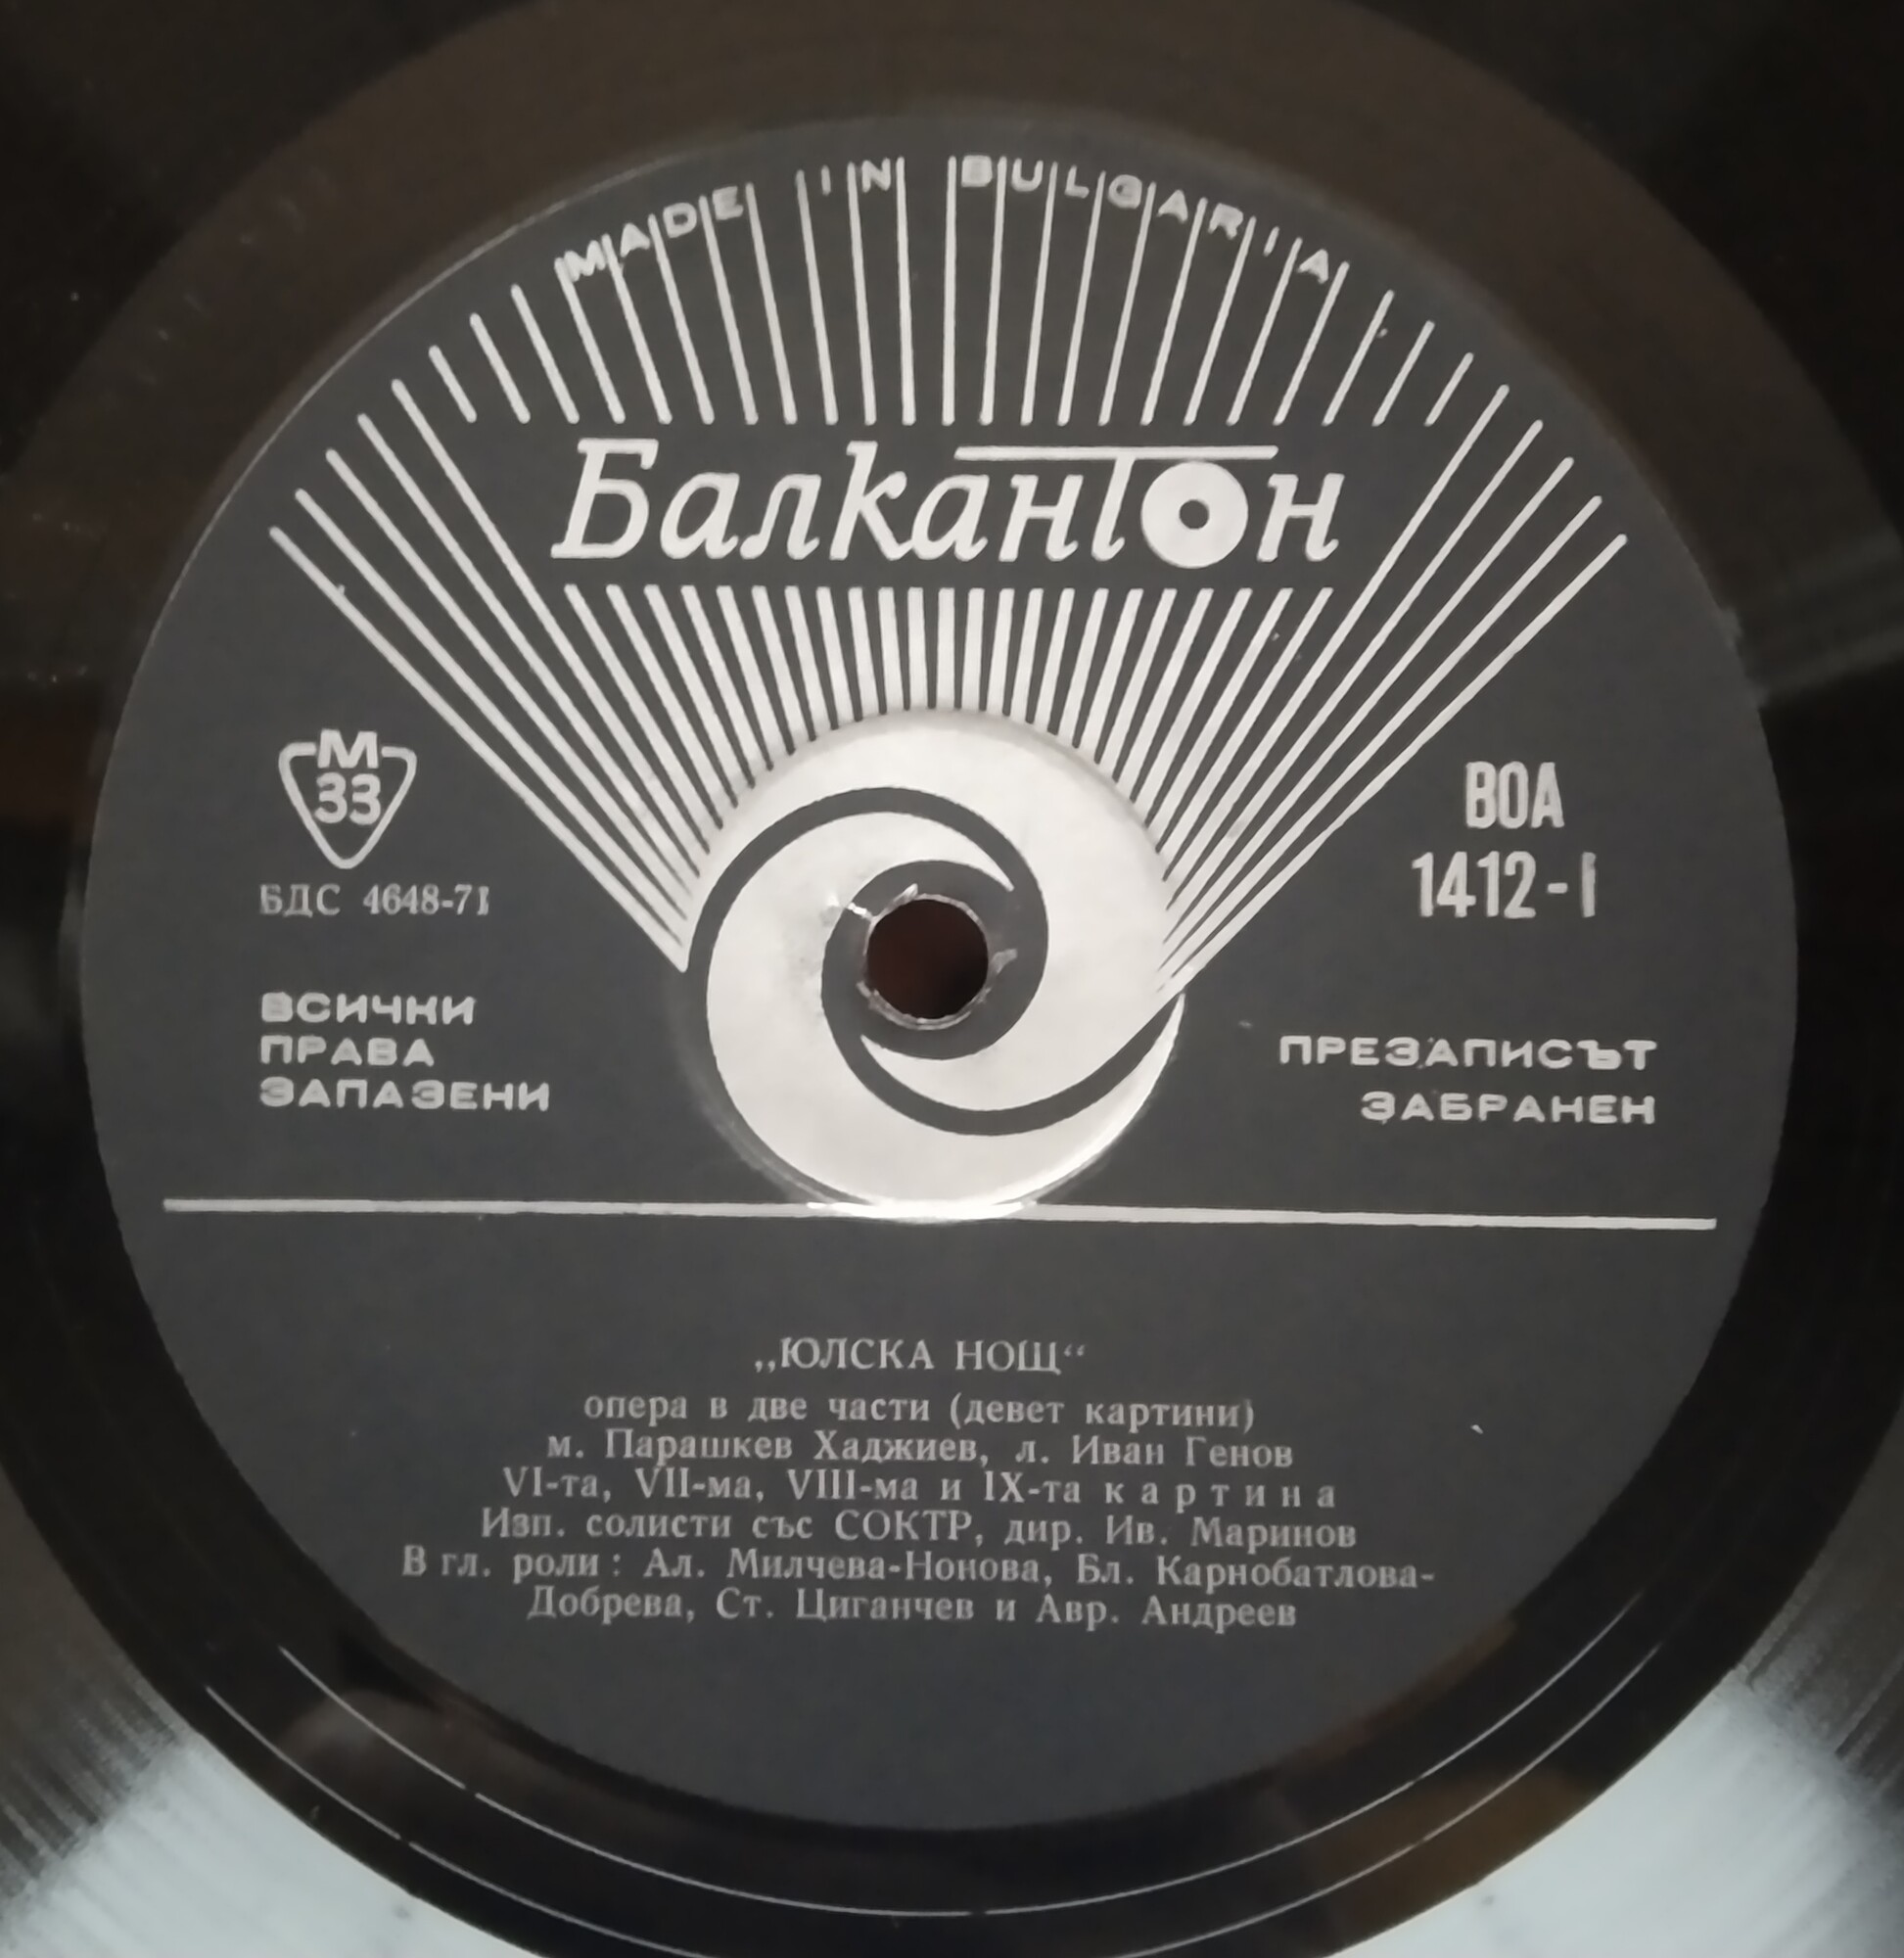 MADE IN BULGARIA
Балкантон
М
33
БДС 4648-71
ВОА
1412-I
ВСИЧКИ
ПРАВА
ЗАПАЗЕНИ
ПРЕЗАПИСЪТ
ЗАБРАНЕН
„ЮЛСКА НОЩ“
опера в две части (девет картини)
м. Парашкев Хаджиев, л. Иван Генов
VI-та, VII-ма, VIII-ма и IX-та картина
Изп. солисти със СОКТР, дир. Ив. Маринов
В гл. роли : Ал. Милчева-Нонова, Бл. Карнобатлова-
Добрева, Ст. Циганчев и Авр. Андреев